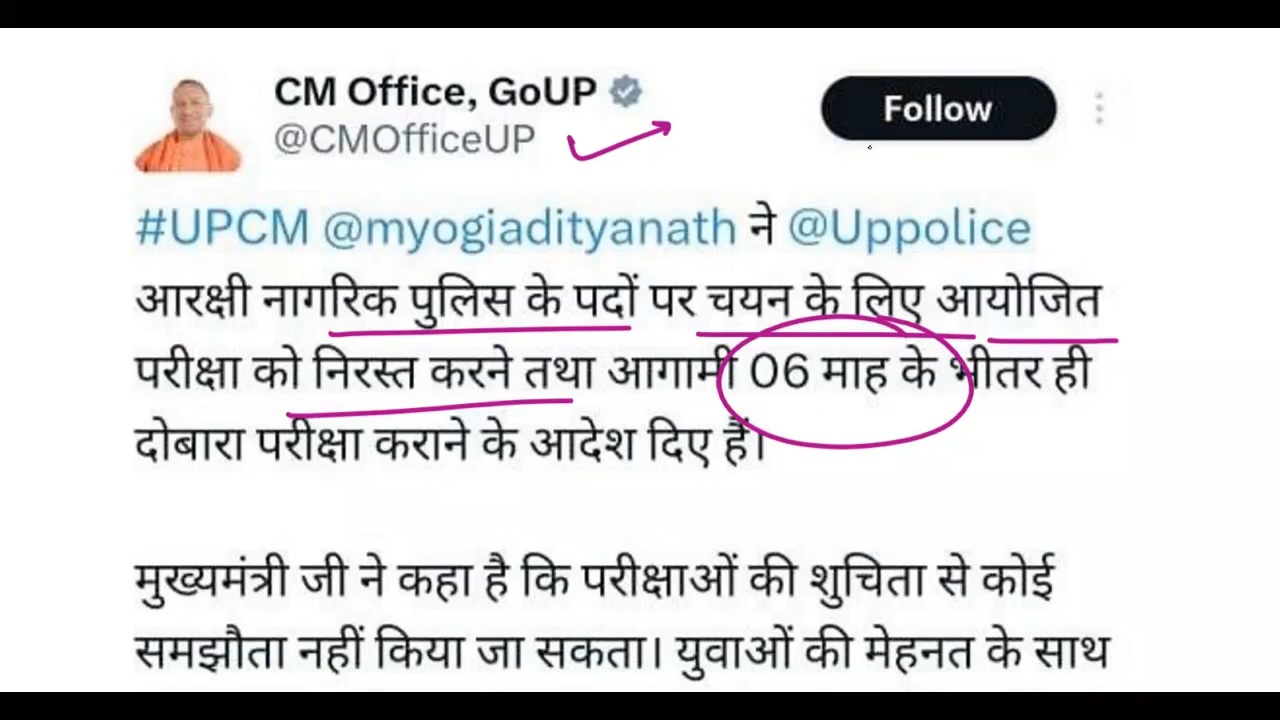 CM Office, GoUP
@CMOfficeUP
Follow
#UPCM @myogiadityanath ने @Uppolice
आरक्षी नागरिक पुलिस के पदों पर चयन के लिए आयोजित
परीक्षा को निरस्त करने तथा आगामी 06 माह के भीतर ही
दोबारा परीक्षा कराने के आदेश दिए हैं।
मुख्यमंत्री जी ने कहा है कि परीक्षाओं की शुचिता से कोई
समझौता नहीं किया जा सकता। युवाओं की मेहनत के साथ